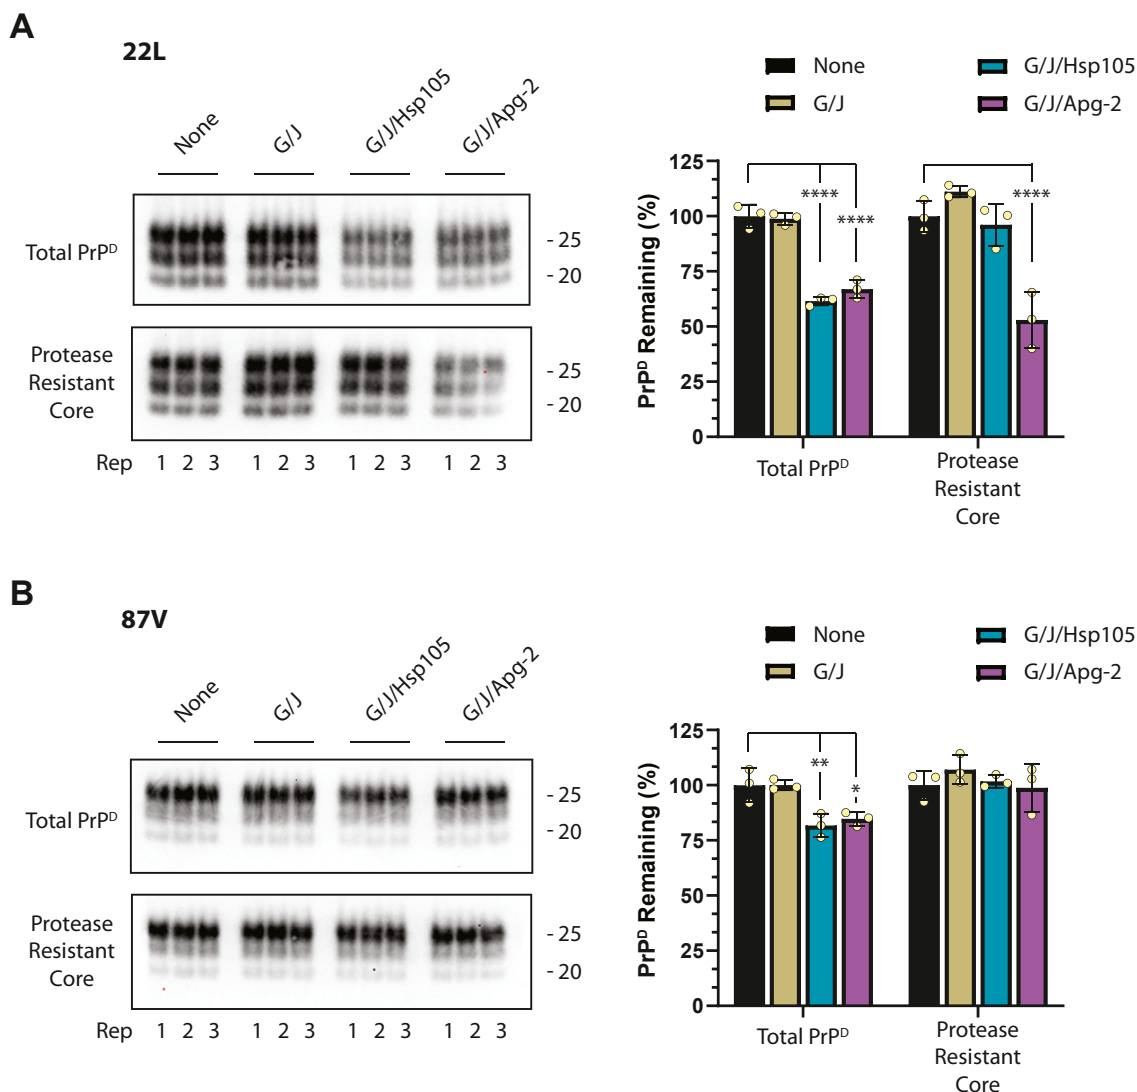 A
22L
None
G/J
G/J/Hsp105
G/J/Apg-2
Total PrPᴰ
- 25
- 20
Protease
Resistant
Core
- 25
- 20
Rep 1 2 3 1 2 3 1 2 3 1 2 3
None
G/J
G/J/Hsp105
G/J/Apg-2
PrPᴰ Remaining (%)
125
100
75
50
25
0
****
****
****
Total PrPᴰ
Protease
Resistant
Core
B
87V
None
G/J
G/J/Hsp105
G/J/Apg-2
Total PrPᴰ
- 25
- 20
Protease
Resistant
Core
- 25
- 20
Rep 1 2 3 1 2 3 1 2 3 1 2 3
None
G/J
G/J/Hsp105
G/J/Apg-2
PrPᴰ Remaining (%)
125
100
75
50
25
0
**
*
Total PrPᴰ
Protease
Resistant
Core